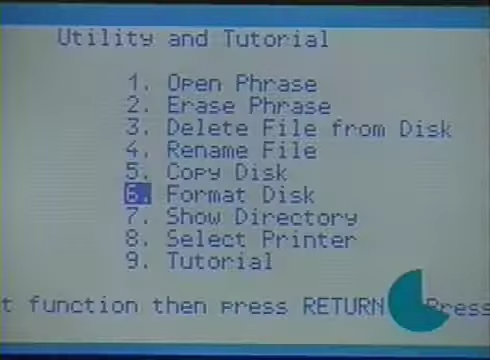 Utility and Tutorial
1. Open Phrase
2. Erase Phrase
3. Delete File from Disk
4. Rename File
5. Copy Disk
6. Format Disk
7. Show Directory
8. Select Printer
9. Tutorial
t function then press RETURN Press